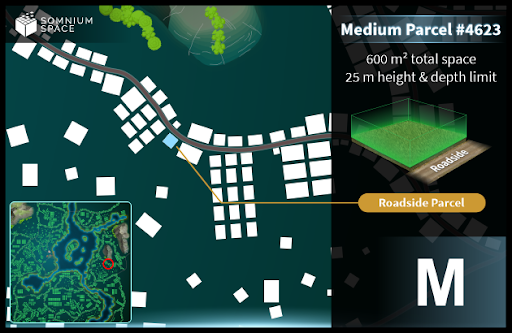 SOMNIUM
SPACE
Medium Parcel #4623
600 m² total space
25 m height & depth limit
Roadside
Roadside Parcel
M